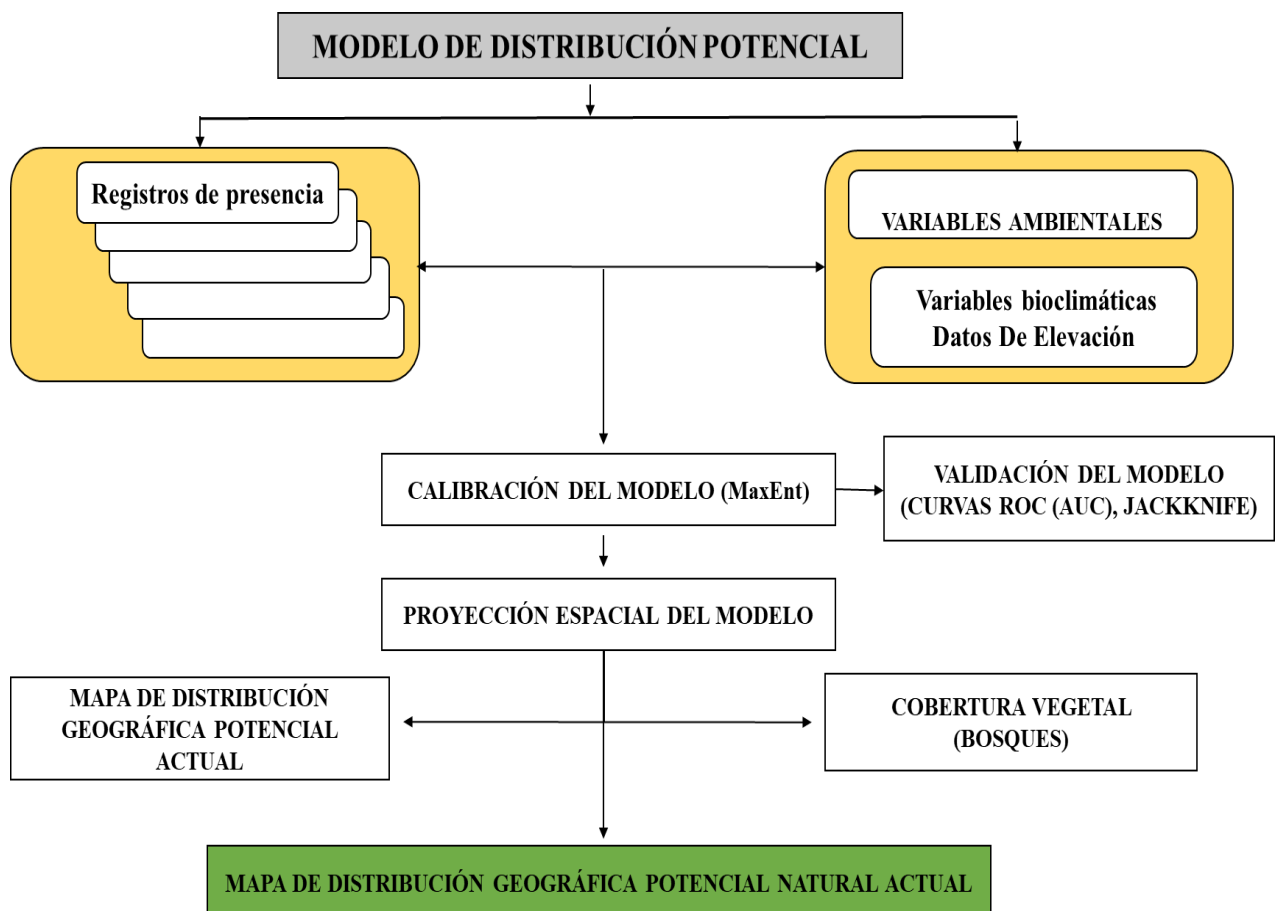 MODELO DE DISTRIBUCIÓN POTENCIAL
Registros de presencia
VARIABLES AMBIENTALES
Variables bioclimáticas
Datos De Elevación
CALIBRACIÓN DEL MODELO (MaxEnt)
VALIDACIÓN DEL MODELO
(CURVAS ROC (AUC), JACKKNIFE)
PROYECCIÓN ESPACIAL DEL MODELO
MAPA DE DISTRIBUCIÓN
GEOGRÁFICA POTENCIAL
ACTUAL
COBERTURA VEGETAL
(BOSQUES)
MAPA DE DISTRIBUCIÓN GEOGRÁFICA POTENCIAL NATURAL ACTUAL